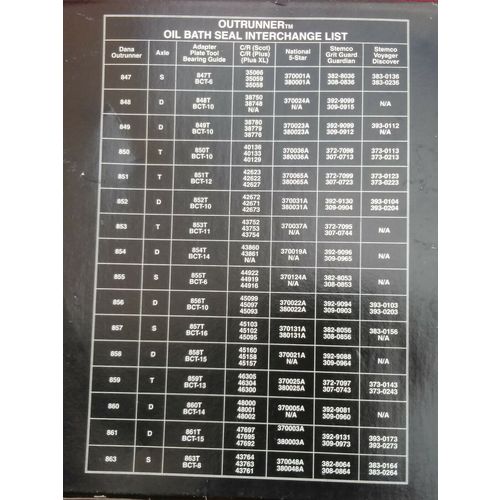 OUTRUNNER™
OIL BATH SEAL INTERCHANGE LIST
Dana Outrunner | Axle | Adapter Plate Tool Bearing Guide | C/R (Scot) C/R (Plus) (Plus XL) | National 5-Star | Stemco Grit Guard Guardian | Stemco Voyager Discover
847 | S | 847T BCT-6 | 35066 35059 35058 | 370001A 380001A | 382-8036 308-0836 | 383-0136 383-0236
848 | D | 848T BCT-10 | 38750 38748 N/A | 370024A N/A | 392-9099 309-0915 | N/A
849 | D | 849T BCT-10 | 38780 38779 38776 | 370023A 380023A | 392-9099 309-0912 | 393-0112 N/A
850 | T | 850T BCT-10 | 40136 40133 40129 | 370036A 380036A | 372-7098 307-0713 | 373-0113 373-0213
851 | T | 851T BCT-12 | 42623 42622 42627 | 370065A 380065A | 372-7099 307-0723 | 373-0123 373-0223
852 | D | 852T BCT-10 | 42672 42671 42673 | 370031A 380031A | 392-9130 309-0904 | 393-0104 393-0204
853 | T | 853T BCT-11 | 43752 43753 43754 | 370037A N/A | 372-7095 307-0744 | N/A
854 | D | 854T BCT-14 | 43860 43861 N/A | 370019A N/A | 392-9096 309-0965 | N/A
855 | S | 855T BCT-6 | 44922 44919 44916 | 370124A N/A | 382-8053 308-0853 | N/A
856 | D | 856T BCT-10 | 45099 45097 45093 | 370022A 380022A | 392-9094 309-0903 | 393-0103 393-0203
857 | S | 857T BCT-16 | 45103 45102 45095 | 370131A 380131A | 382-8056 308-0856 | 383-0156 N/A
858 | D | 858T BCT-15 | 45160 45158 45157 | 370021A N/A | 392-9088 309-0964 | N/A
859 | T | 859T BCT-13 | 46305 46304 46300 | 370025A 380025A | 372-7097 307-0743 | 373-0143 373-0243
860 | D | 860T BCT-14 | 48000 48001 48002 | 370005A N/A | 392-9081 309-0960 | N/A
861 | D | 861T BCT-15 | 47697 47695 47692 | 370003A 380003A | 392-9131 309-0973 | 393-0173 393-0273
863 | S | 863T BCT-8 | 43764 43763 43761 | 370048A 380048A | 382-8064 308-0864 | 383-0164 383-0264